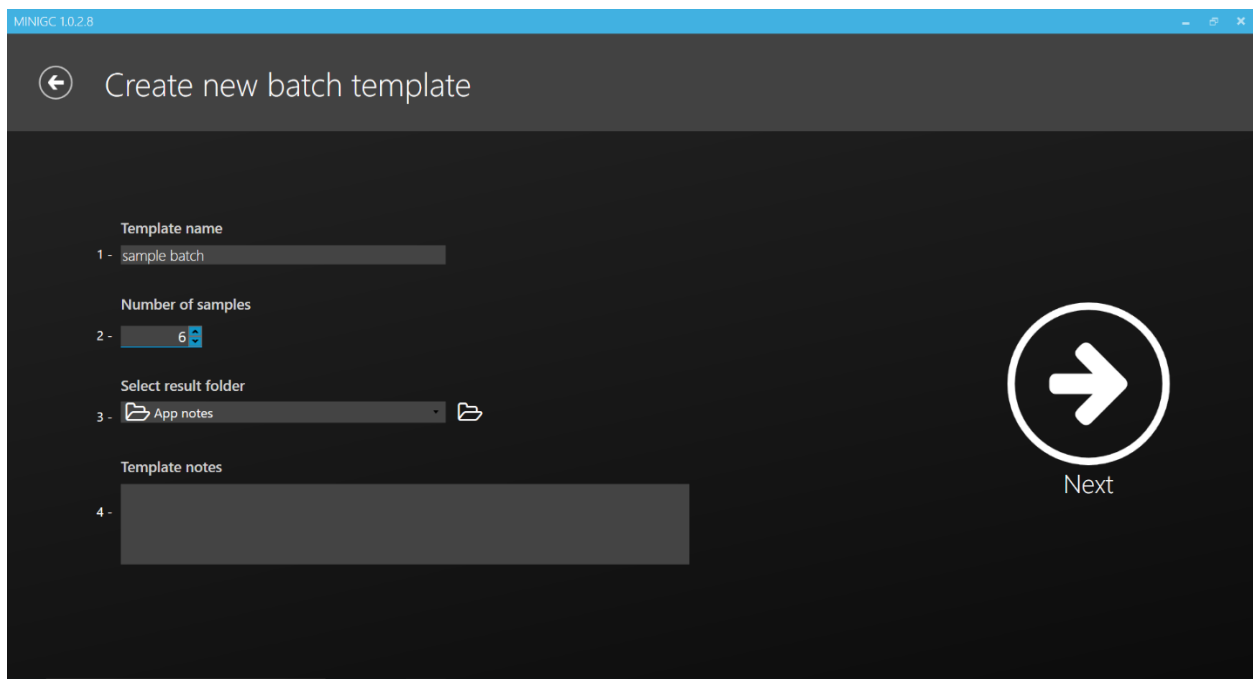 MINIGC 1.0.2.8
Create new batch template
Template name
1 - sample batch
Number of samples
2 - 6
Select result folder
3 - App notes
Template notes
4 -
Next